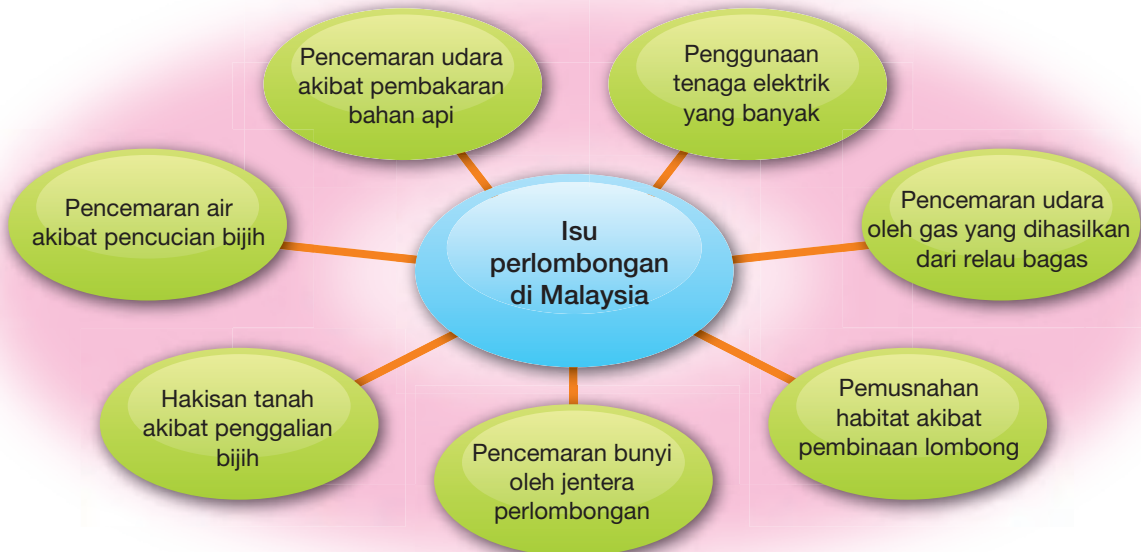 Pencemaran udara
akibat pembakaran
bahan api
Penggunaan
tenaga elektrik
yang banyak
Pencemaran air
akibat pencucian bijih
Isu
perlombongan
di Malaysia
Pencemaran udara
oleh gas yang dihasilkan
dari relau bagas
Hakisan tanah
akibat penggalian
bijih
Pencemaran bunyi
oleh jentera
perlombongan
Pemusnahan
habitat akibat
pembinaan lombong